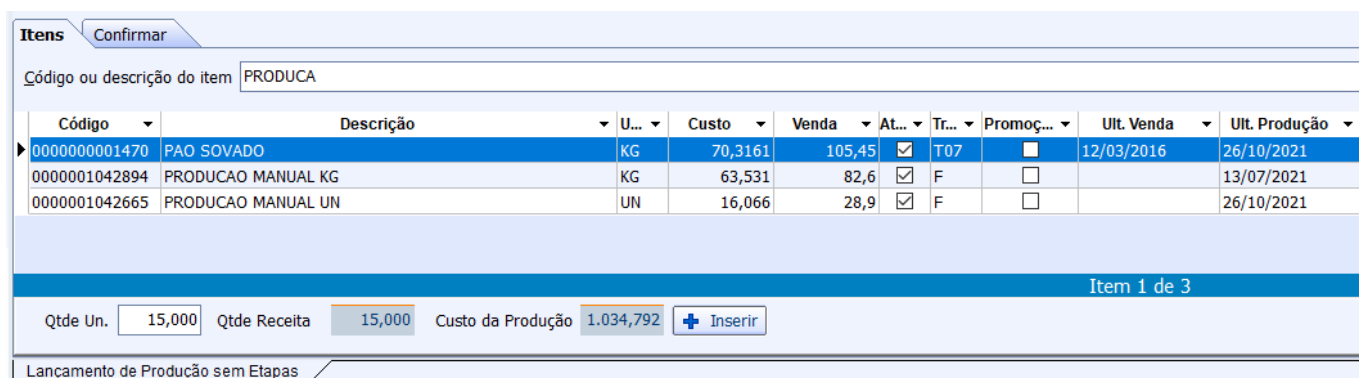 Itens Confirmar
Código ou descrição do item PRODUCA
Código Descrição U... Custo Venda At... Tr... Promoç... Ult. Venda Ult. Produção
0000000001470 PAO SOVADO KG 70,3161 105,45 T07 12/03/2016 26/10/2021
0000001042894 PRODUCAO MANUAL KG KG 63,531 82,6 F 13/07/2021
0000001042665 PRODUCAO MANUAL UN UN 16,066 28,9 F 26/10/2021
Item 1 de 3
Qtde Un. 15,000 Qtde Receita 15,000 Custo da Produção 1.034,792 Inserir
Lançamento de Produção sem Etapas